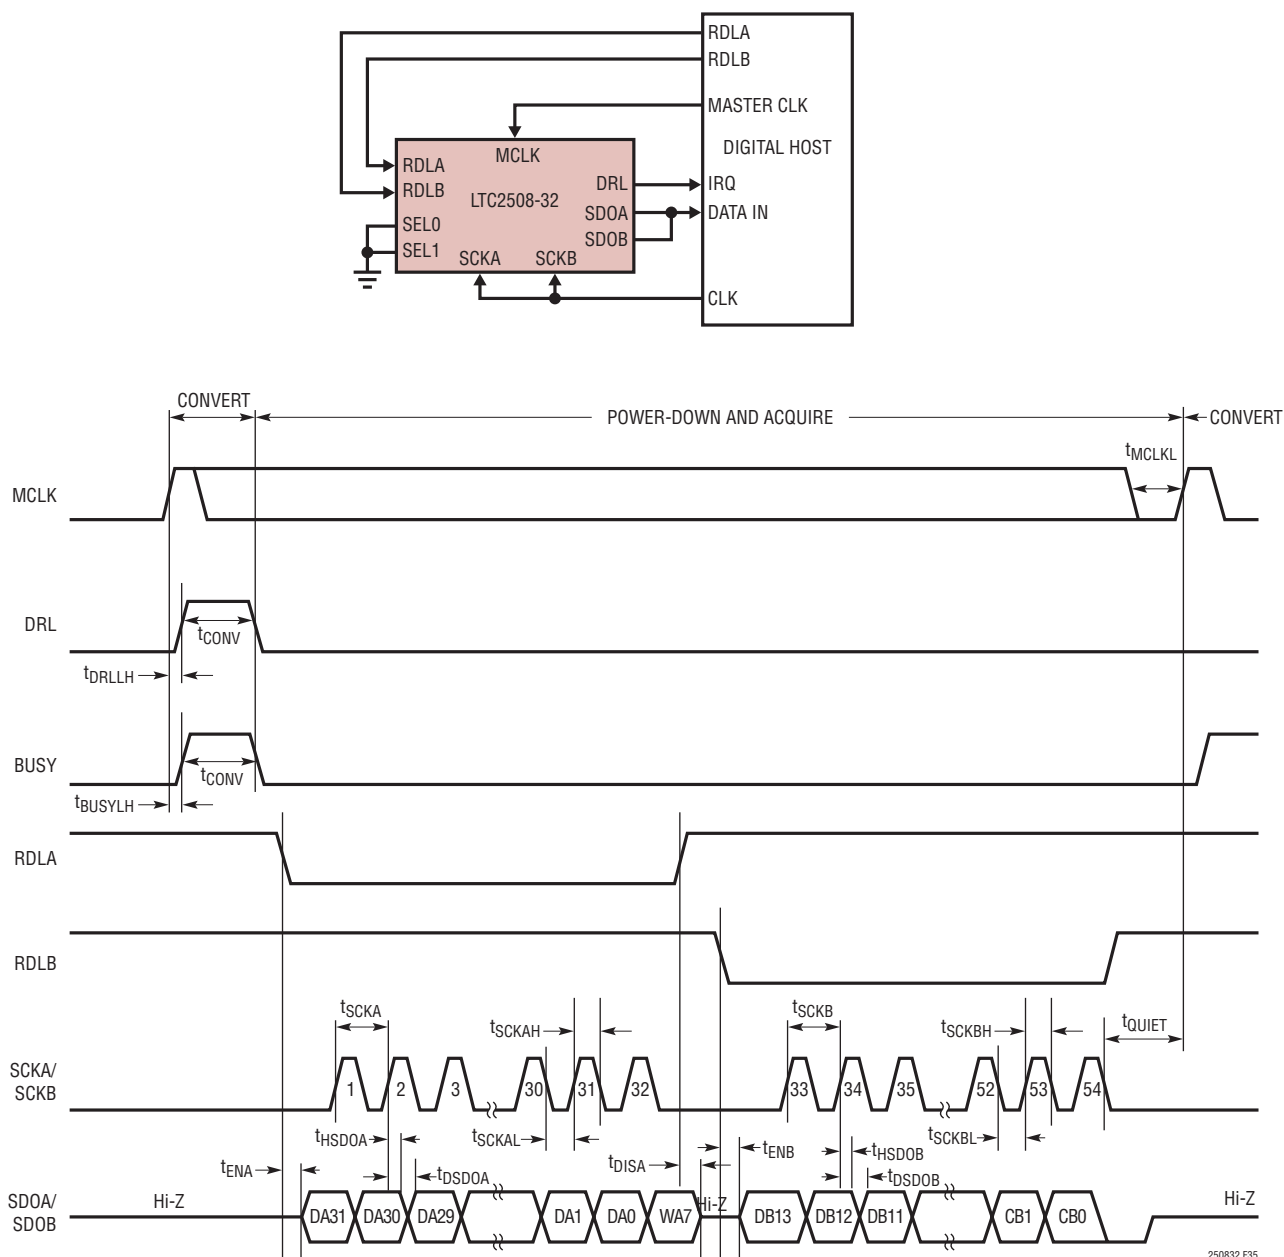 RDLA
RDLB
MASTER CLK
DIGITAL HOST
IRQ
DATA IN
CLK
MCLK
RDLA
RDLB
LTC2508-32
SEL0
SEL1
DRL
SDOA
SDOB
SCKA SCKB
CONVERT
POWER-DOWN AND ACQUIRE
CONVERT
tMCLKL
MCLK
DRL
tCONV
tDRLLH
BUSY
tCONV
tBUSYLH
RDLA
RDLB
tSCKA
tSCKAH
tSCKB
tSCKBH
tQUIET
SCKA/
SCKB
1 2 3 30 31 32 33 34 35 52 53 54
tHSDOA
tSCKAL
tENB
tHSDOB
tSCKBL
tENA
tDSDOA
tDISA
tDSDOB
SDOA/
SDOB
Hi-Z DA31 DA30 DA29 DA1 DA0 WA7 Hi-Z DB13 DB12 DB11 CB1 CB0 Hi-Z
250832 F35